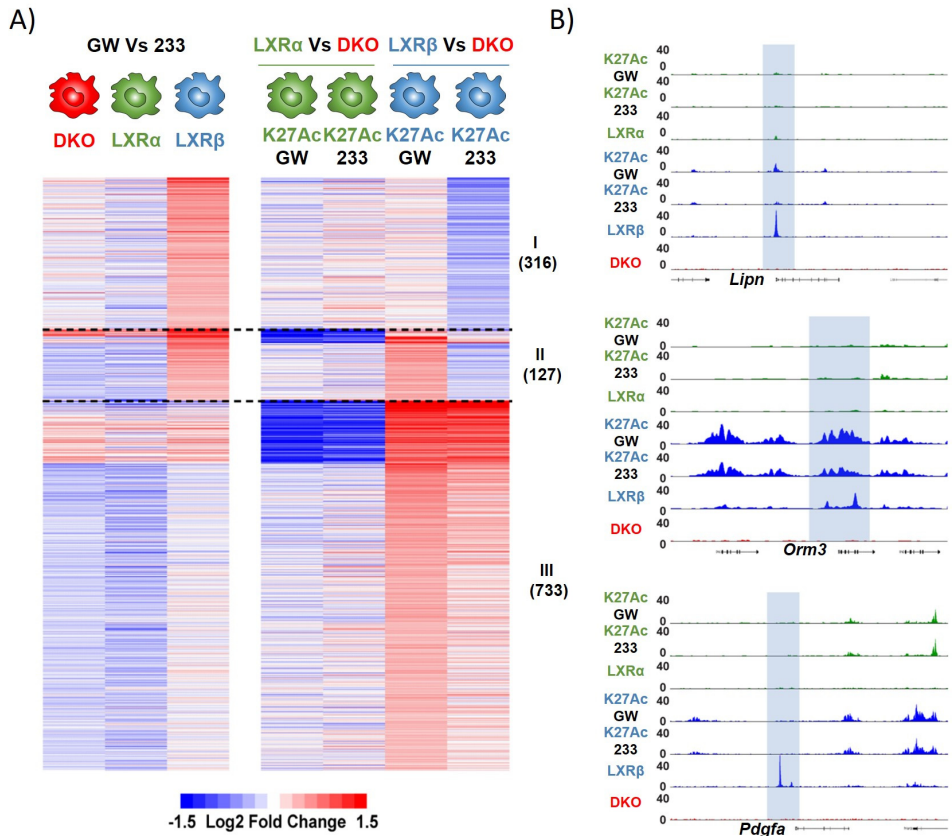 A)
GW Vs 233
LXRα Vs DKO
LXRβ Vs DKO
DKO
LXRα
LXRβ
K27Ac
GW
K27Ac
233
K27Ac
GW
K27Ac
233
I
(316)
II
(127)
III
(733)
-1.5 Log2 Fold Change 1.5
B)
K27Ac
GW
40
0
K27Ac
233
40
0
LXRα
40
0
K27Ac
GW
40
0
K27Ac
233
40
0
LXRβ
40
0
DKO
40
0
Lipn
K27Ac
GW
40
0
K27Ac
233
40
0
LXRα
40
0
K27Ac
GW
40
0
K27Ac
233
40
0
LXRβ
40
0
DKO
40
0
Orm3
K27Ac
GW
40
0
K27Ac
233
40
0
LXRα
40
0
K27Ac
GW
40
0
K27Ac
233
40
0
LXRβ
40
0
DKO
40
0
Pdgfa